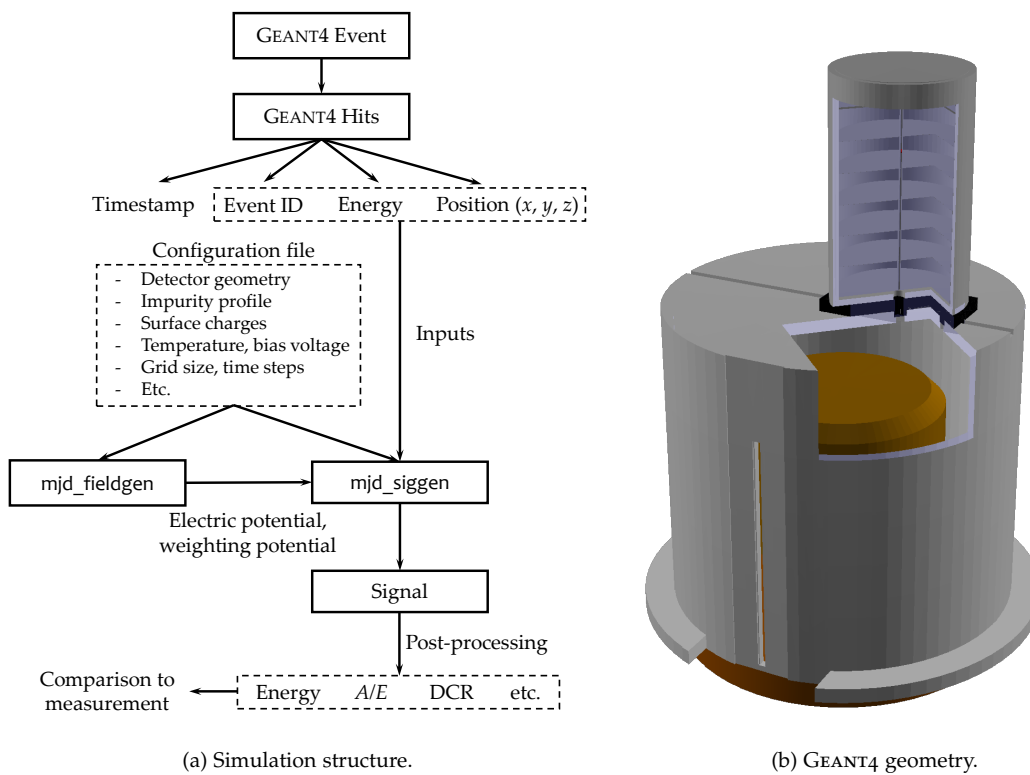 GEANT4 Event
GEANT4 Hits
Timestamp
Event ID Energy Position (x, y, z)
Configuration file
- Detector geometry
- Impurity profile
- Surface charges
- Temperature, bias voltage
- Grid size, time steps
- Etc.
Inputs
mjd_fieldgen
mjd_siggen
Electric potential,
weighting potential
Signal
Post-processing
Comparison to
measurement
Energy A/E DCR etc.
(a) Simulation structure.
(b) GEANT4 geometry.